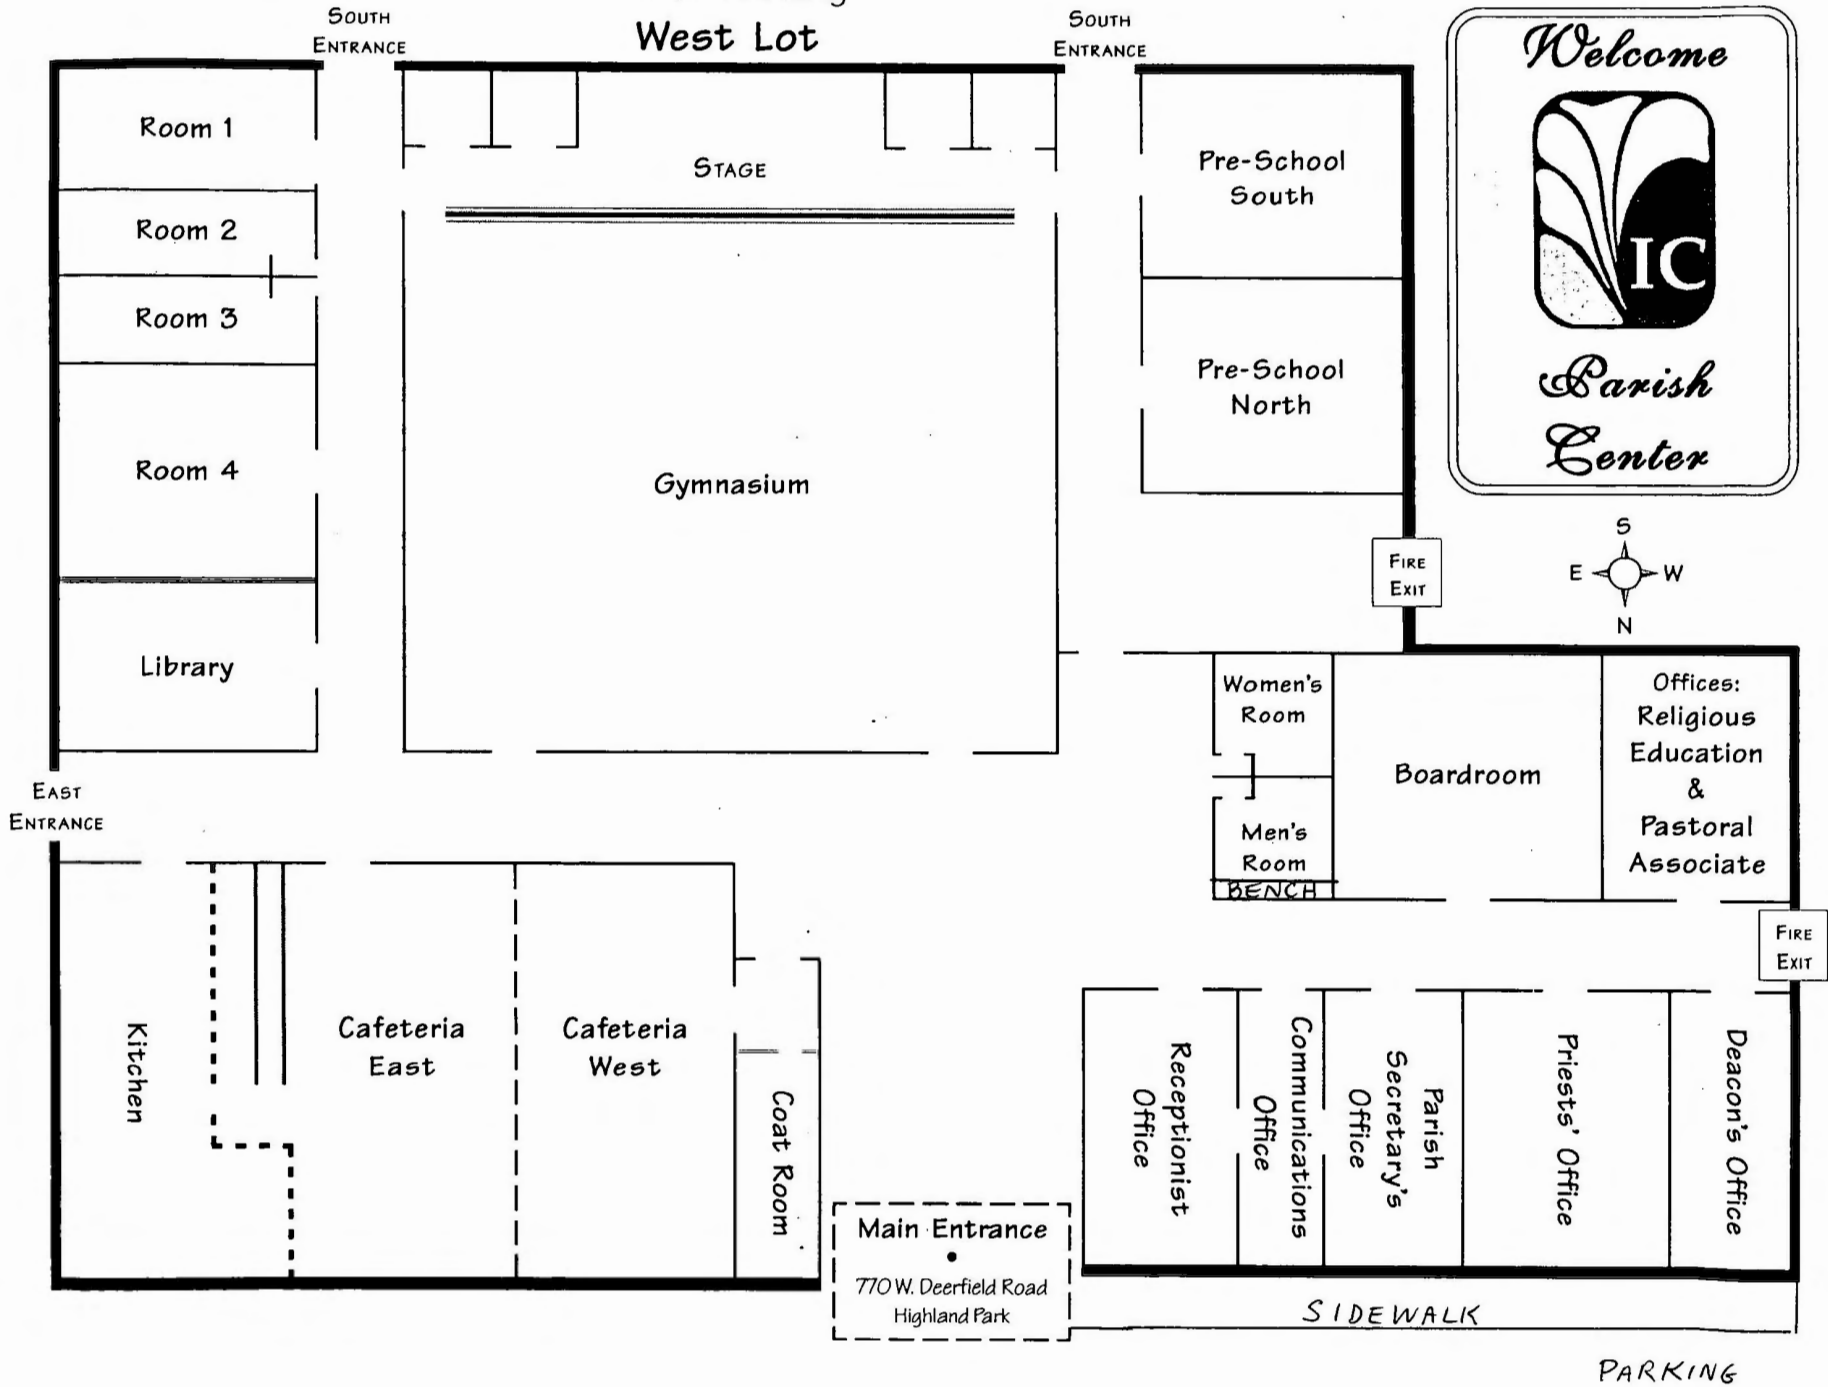 West Lot
SOUTH
ENTRANCE
SOUTH
ENTRANCE
Welcome
IC
Parish
Center
Room 1
Room 2
Room 3
Room 4
Library
STAGE
Gymnasium
Pre-School
South
Pre-School
North
FIRE
EXIT
S
E
W
N
Women's
Room
Men's
Room
BENCH
Boardroom
Offices:
Religious
Education
&
Pastoral
Associate
EAST
ENTRANCE
FIRE
EXIT
Kitchen
Cafeteria
East
Cafeteria
West
Coat Room
Main Entrance
770 W. Deerfield Road
Highland Park
Receptionist
Office
Communications
Office
Parish
Secretary's
Office
Priests' Office
Deacon's Office
SIDEWALK
PARKING